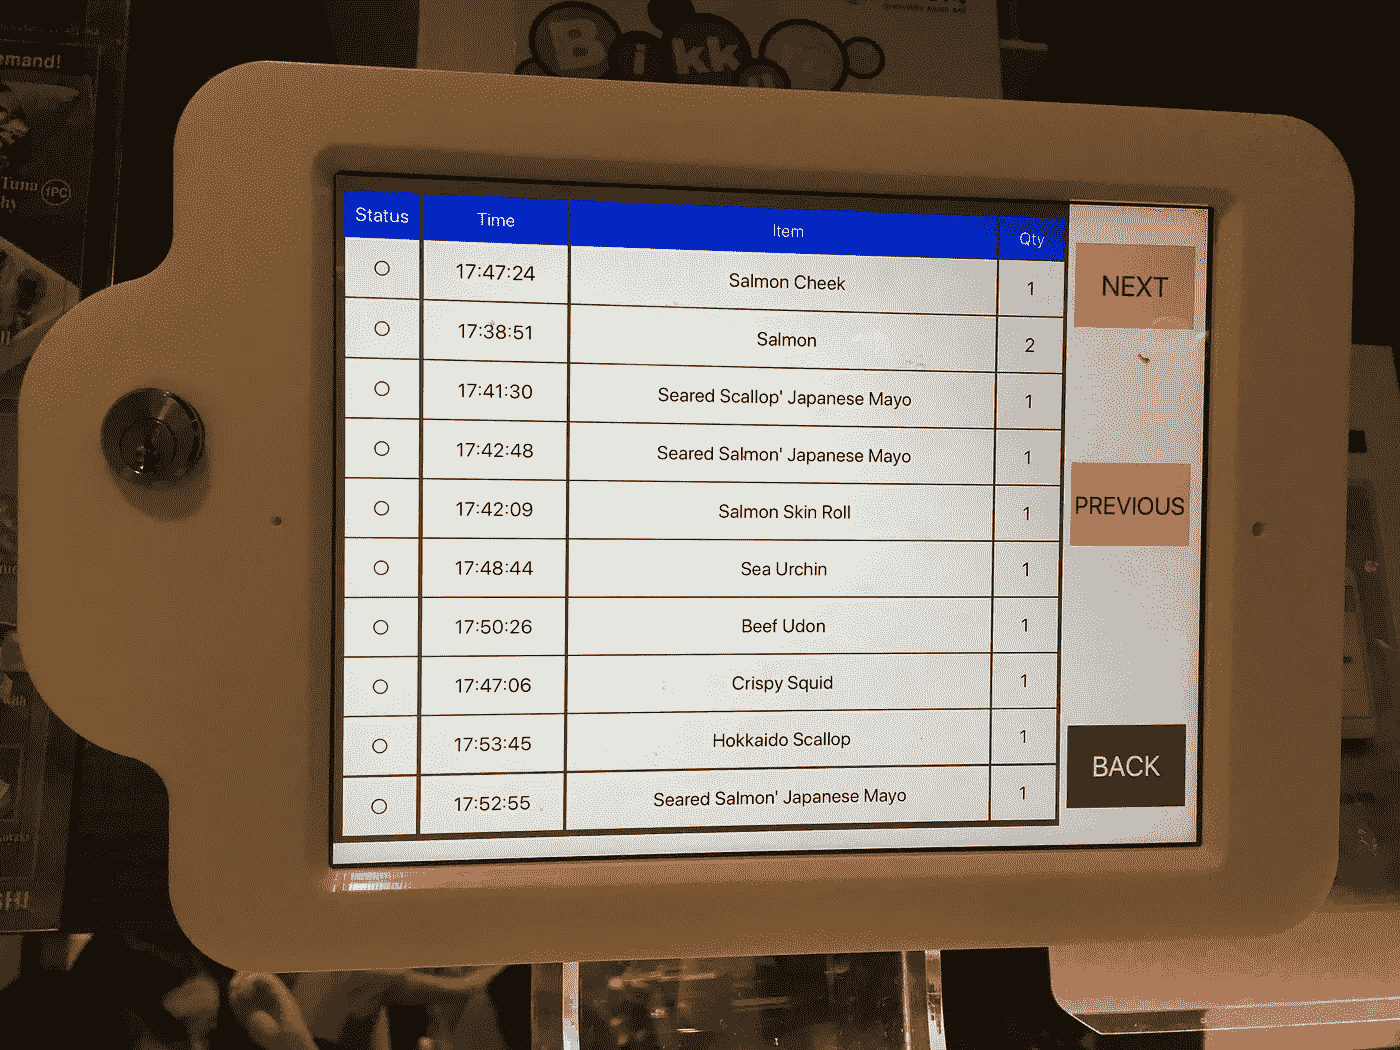 Bikk
emand!
Tuna 1PC
hy
Status Time Item Qty
O 17:47:24 Salmon Cheek 1
O 17:38:51 Salmon 2
O 17:41:30 Seared Scallop' Japanese Mayo 1
O 17:42:48 Seared Salmon' Japanese Mayo 1
O 17:42:09 Salmon Skin Roll 1
O 17:48:44 Sea Urchin 1
O 17:50:26 Beef Udon 1
O 17:47:06 Crispy Squid 1
O 17:53:45 Hokkaido Scallop 1
O 17:52:55 Seared Salmon' Japanese Mayo 1
NEXT
PREVIOUS
BACK
with
SH!